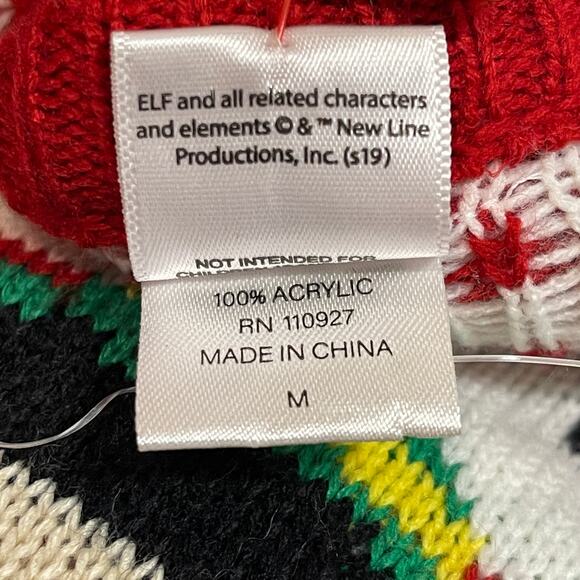 ELF and all related characters
and elements © & ™ New Line
Productions, Inc. (s19)
NOT INTENDED FOR
100% ACRYLIC
RN 110927
MADE IN CHINA
M